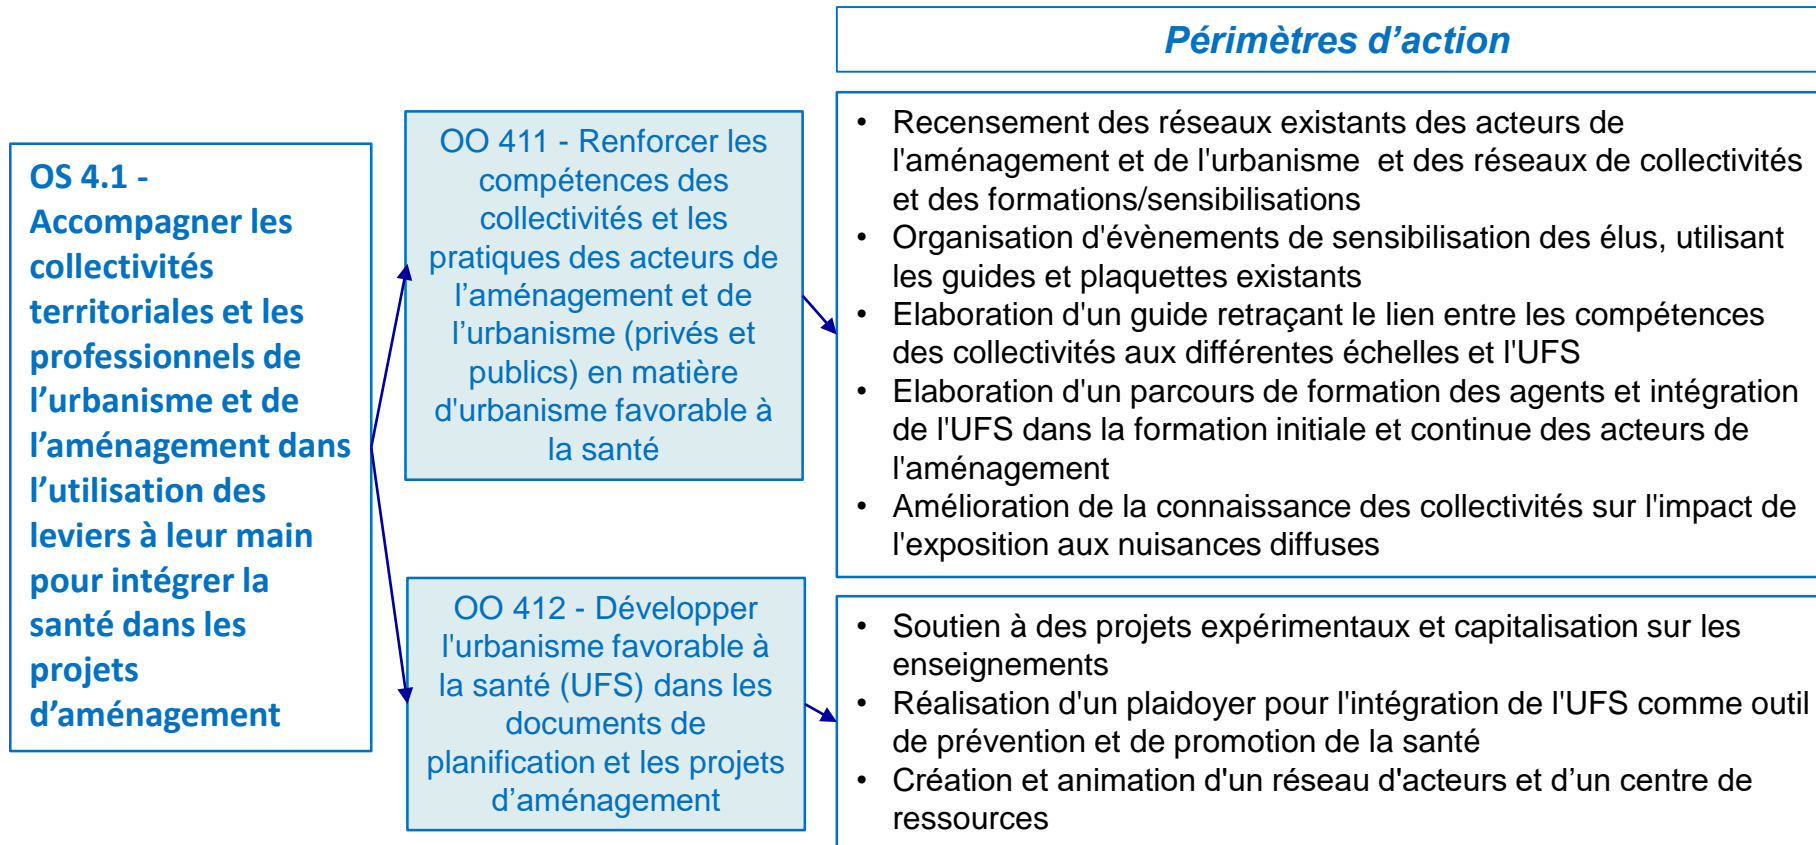 Périmètres d’action
OS 4.1 -
Accompagner les
collectivités
territoriales et les
professionnels de
l’urbanisme et de
l’aménagement dans
l’utilisation des
leviers à leur main
pour intégrer la
santé dans les
projets
d’aménagement
OO 411 - Renforcer les
compétences des
collectivités et les
pratiques des acteurs de
l’aménagement et de
l’urbanisme (privés et
publics) en matière
d'urbanisme favorable à
la santé
• Recensement des réseaux existants des acteurs de
l'aménagement et de l'urbanisme et des réseaux de collectivités
et des formations/sensibilisations
• Organisation d'évènements de sensibilisation des élus, utilisant
les guides et plaquettes existants
• Elaboration d'un guide retraçant le lien entre les compétences
des collectivités aux différentes échelles et l'UFS
• Elaboration d'un parcours de formation des agents et intégration
de l'UFS dans la formation initiale et continue des acteurs de
l'aménagement
• Amélioration de la connaissance des collectivités sur l'impact de
l'exposition aux nuisances diffuses
OO 412 - Développer
l'urbanisme favorable à
la santé (UFS) dans les
documents de
planification et les projets
d’aménagement
• Soutien à des projets expérimentaux et capitalisation sur les
enseignements
• Réalisation d'un plaidoyer pour l'intégration de l'UFS comme outil
de prévention et de promotion de la santé
• Création et animation d'un réseau d'acteurs et d’un centre de
ressources